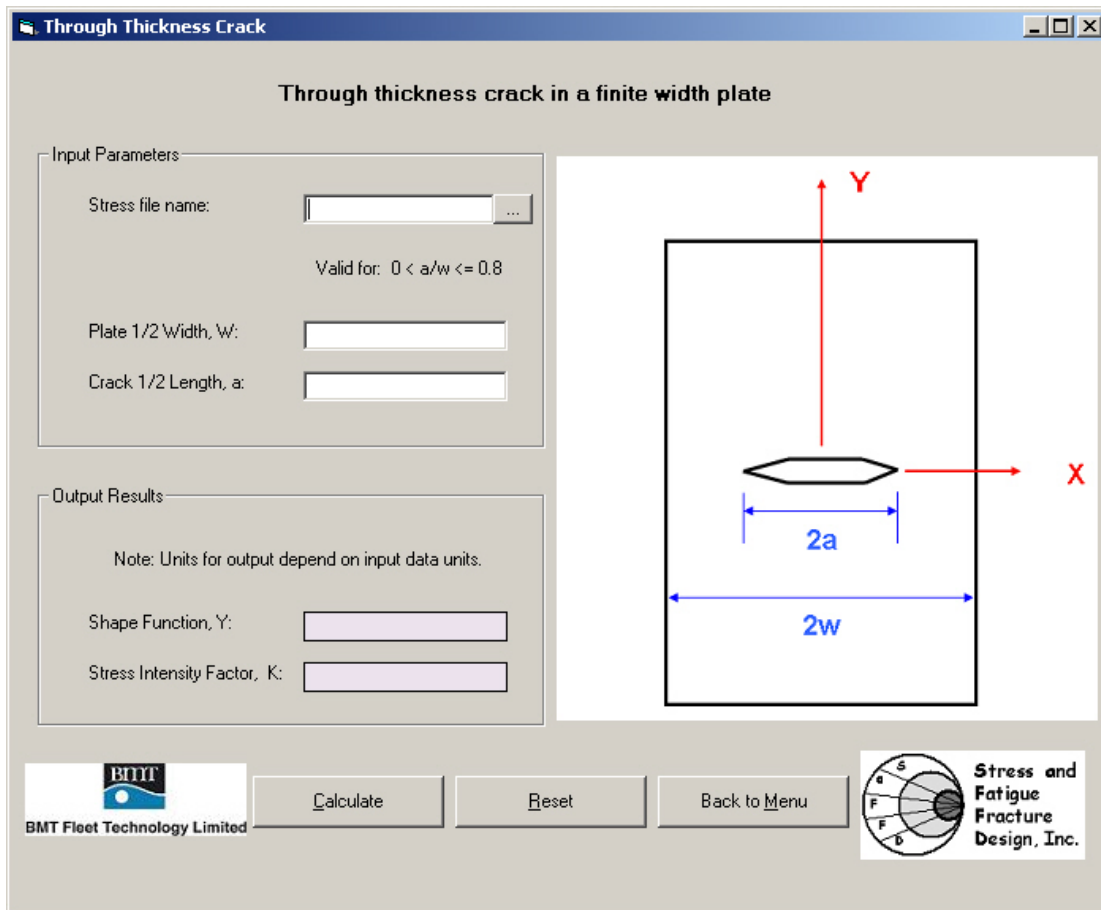 Through Thickness Crack
Through thickness crack in a finite width plate
Input Parameters
Stress file name:
...
Valid for: 0 < a/w <= 0.8
Plate 1/2 Width, W:
Crack 1/2 Length, a:
Output Results
Note: Units for output depend on input data units.
Shape Function, Y:
Stress Intensity Factor, K:
Y
X
2a
2w
BMT
BMT Fleet Technology Limited
Calculate
Reset
Back to Menu
S
a
F
F
D
Stress and
Fatigue
Fracture
Design, Inc.